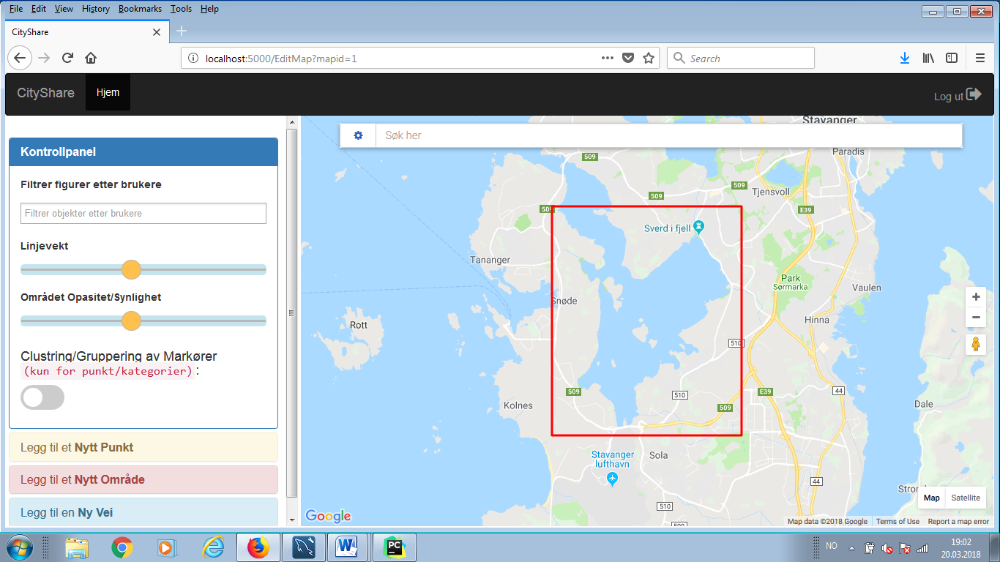 File Edit View History Bookmarks Tools Help
CityShare
localhost:5000/EditMap?mapid=1
Search
CityShare Hjem Log ut
Kontrollpanel
Filtrer figurer etter brukere
Filtrer objekter etter brukere
Linjevekt
Området Opasitet/Synlighet
Clustring/Gruppering av Markører
(kun for punkt/kategorier):
Legg til et Nytt Punkt
Legg til et Nytt Område
Legg til en Ny Vei
Søk her
Stavanger
Paradis
509
509
Tjensvoll
509
509
E39
Sverd i fjell
Tananger
Park
Sørmarka
Vaulen
Snøde
Hinna
Rott
510
509
510
E39
44
Kolnes
509
Dale
Stavanger
lufthavn
Sola
44
510
Map Satellite
Google
Map data ©2018 Google Terms of Use Report a map error
PC
W
NO
19:02
20.03.2018